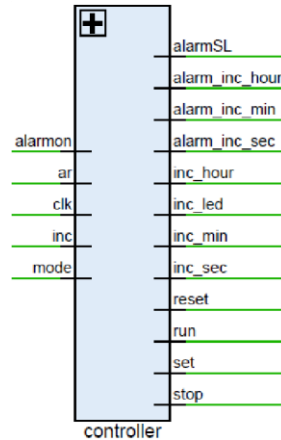 alarmSL
alarm_inc_hour
alarm_inc_min
alarmon alarm_inc_sec
ar inc_hour
clk inc_led
inc inc_min
mode inc_sec
reset
run
set
stop
controller